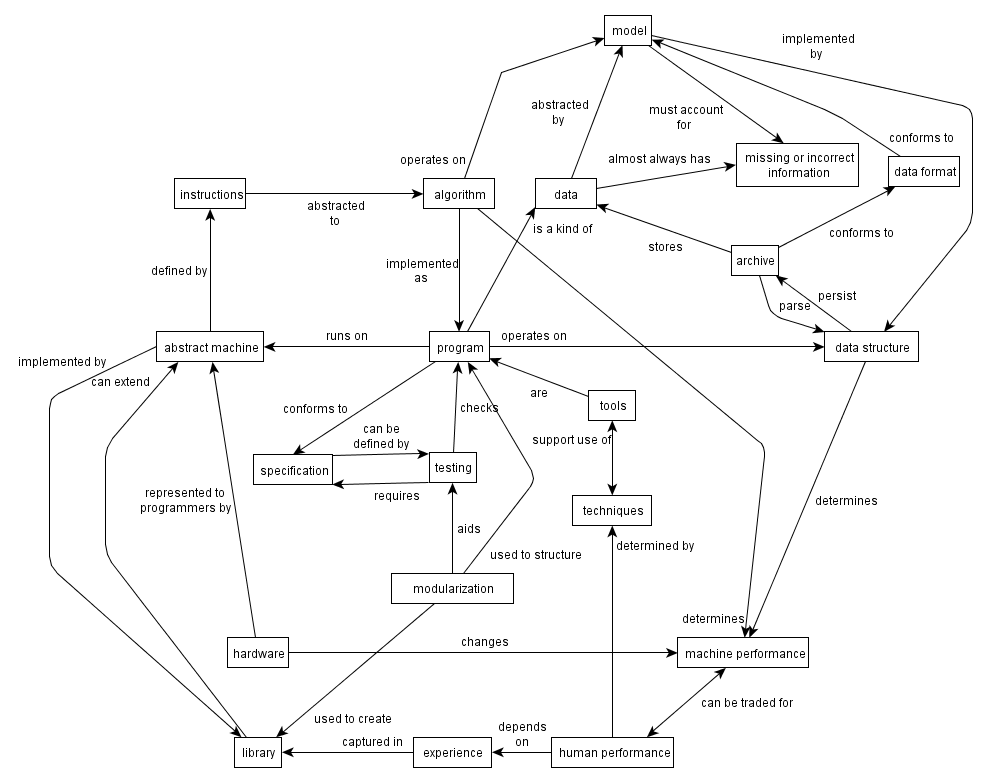 model
implemented
by
abstracted
by
must account
for
conforms to
operates on
almost always has
missing or incorrect
information
data format
instructions
abstracted
to
algorithm
data
is a kind of
conforms to
stores
archive
defined by
implemented
as
persist
parse
implemented by
abstract machine
runs on
program
operates on
data structure
can extend
are
conforms to
checks
tools
can be
defined by
support use of
specification
testing
requires
represented to
programmers by
techniques
determines
aids
determined by
used to structure
modularization
determines
hardware
changes
machine performance
can be traded for
used to create
depends
on
captured in
library
experience
human performance